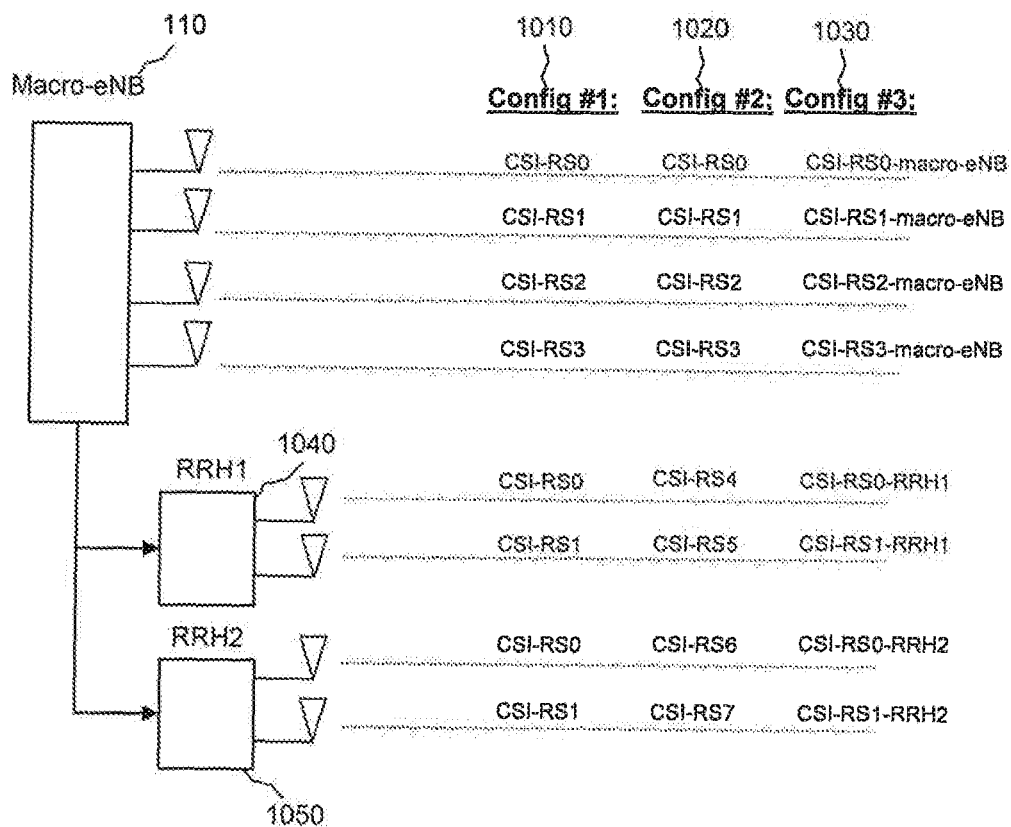 110 1010 1020 1030
Macro-eNB
Config #1: Config #2: Config #3:
CSI-RS0 CSI-RS0 CSI-RS0-macro-eNB
CSI-RS1 CSI-RS1 CSI-RS1-macro-eNB
CSI-RS2 CSI-RS2 CSI-RS2-macro-eNB
CSI-RS3 CSI-RS3 CSI-RS3-macro-eNB
RRH1 1040
CSI-RS0 CSI-RS4 CSI-RS0-RRH1
CSI-RS1 CSI-RS5 CSI-RS1-RRH1
RRH2
CSI-RS0 CSI-RS6 CSI-RS0-RRH2
CSI-RS1 CSI-RS7 CSI-RS1-RRH2
1050